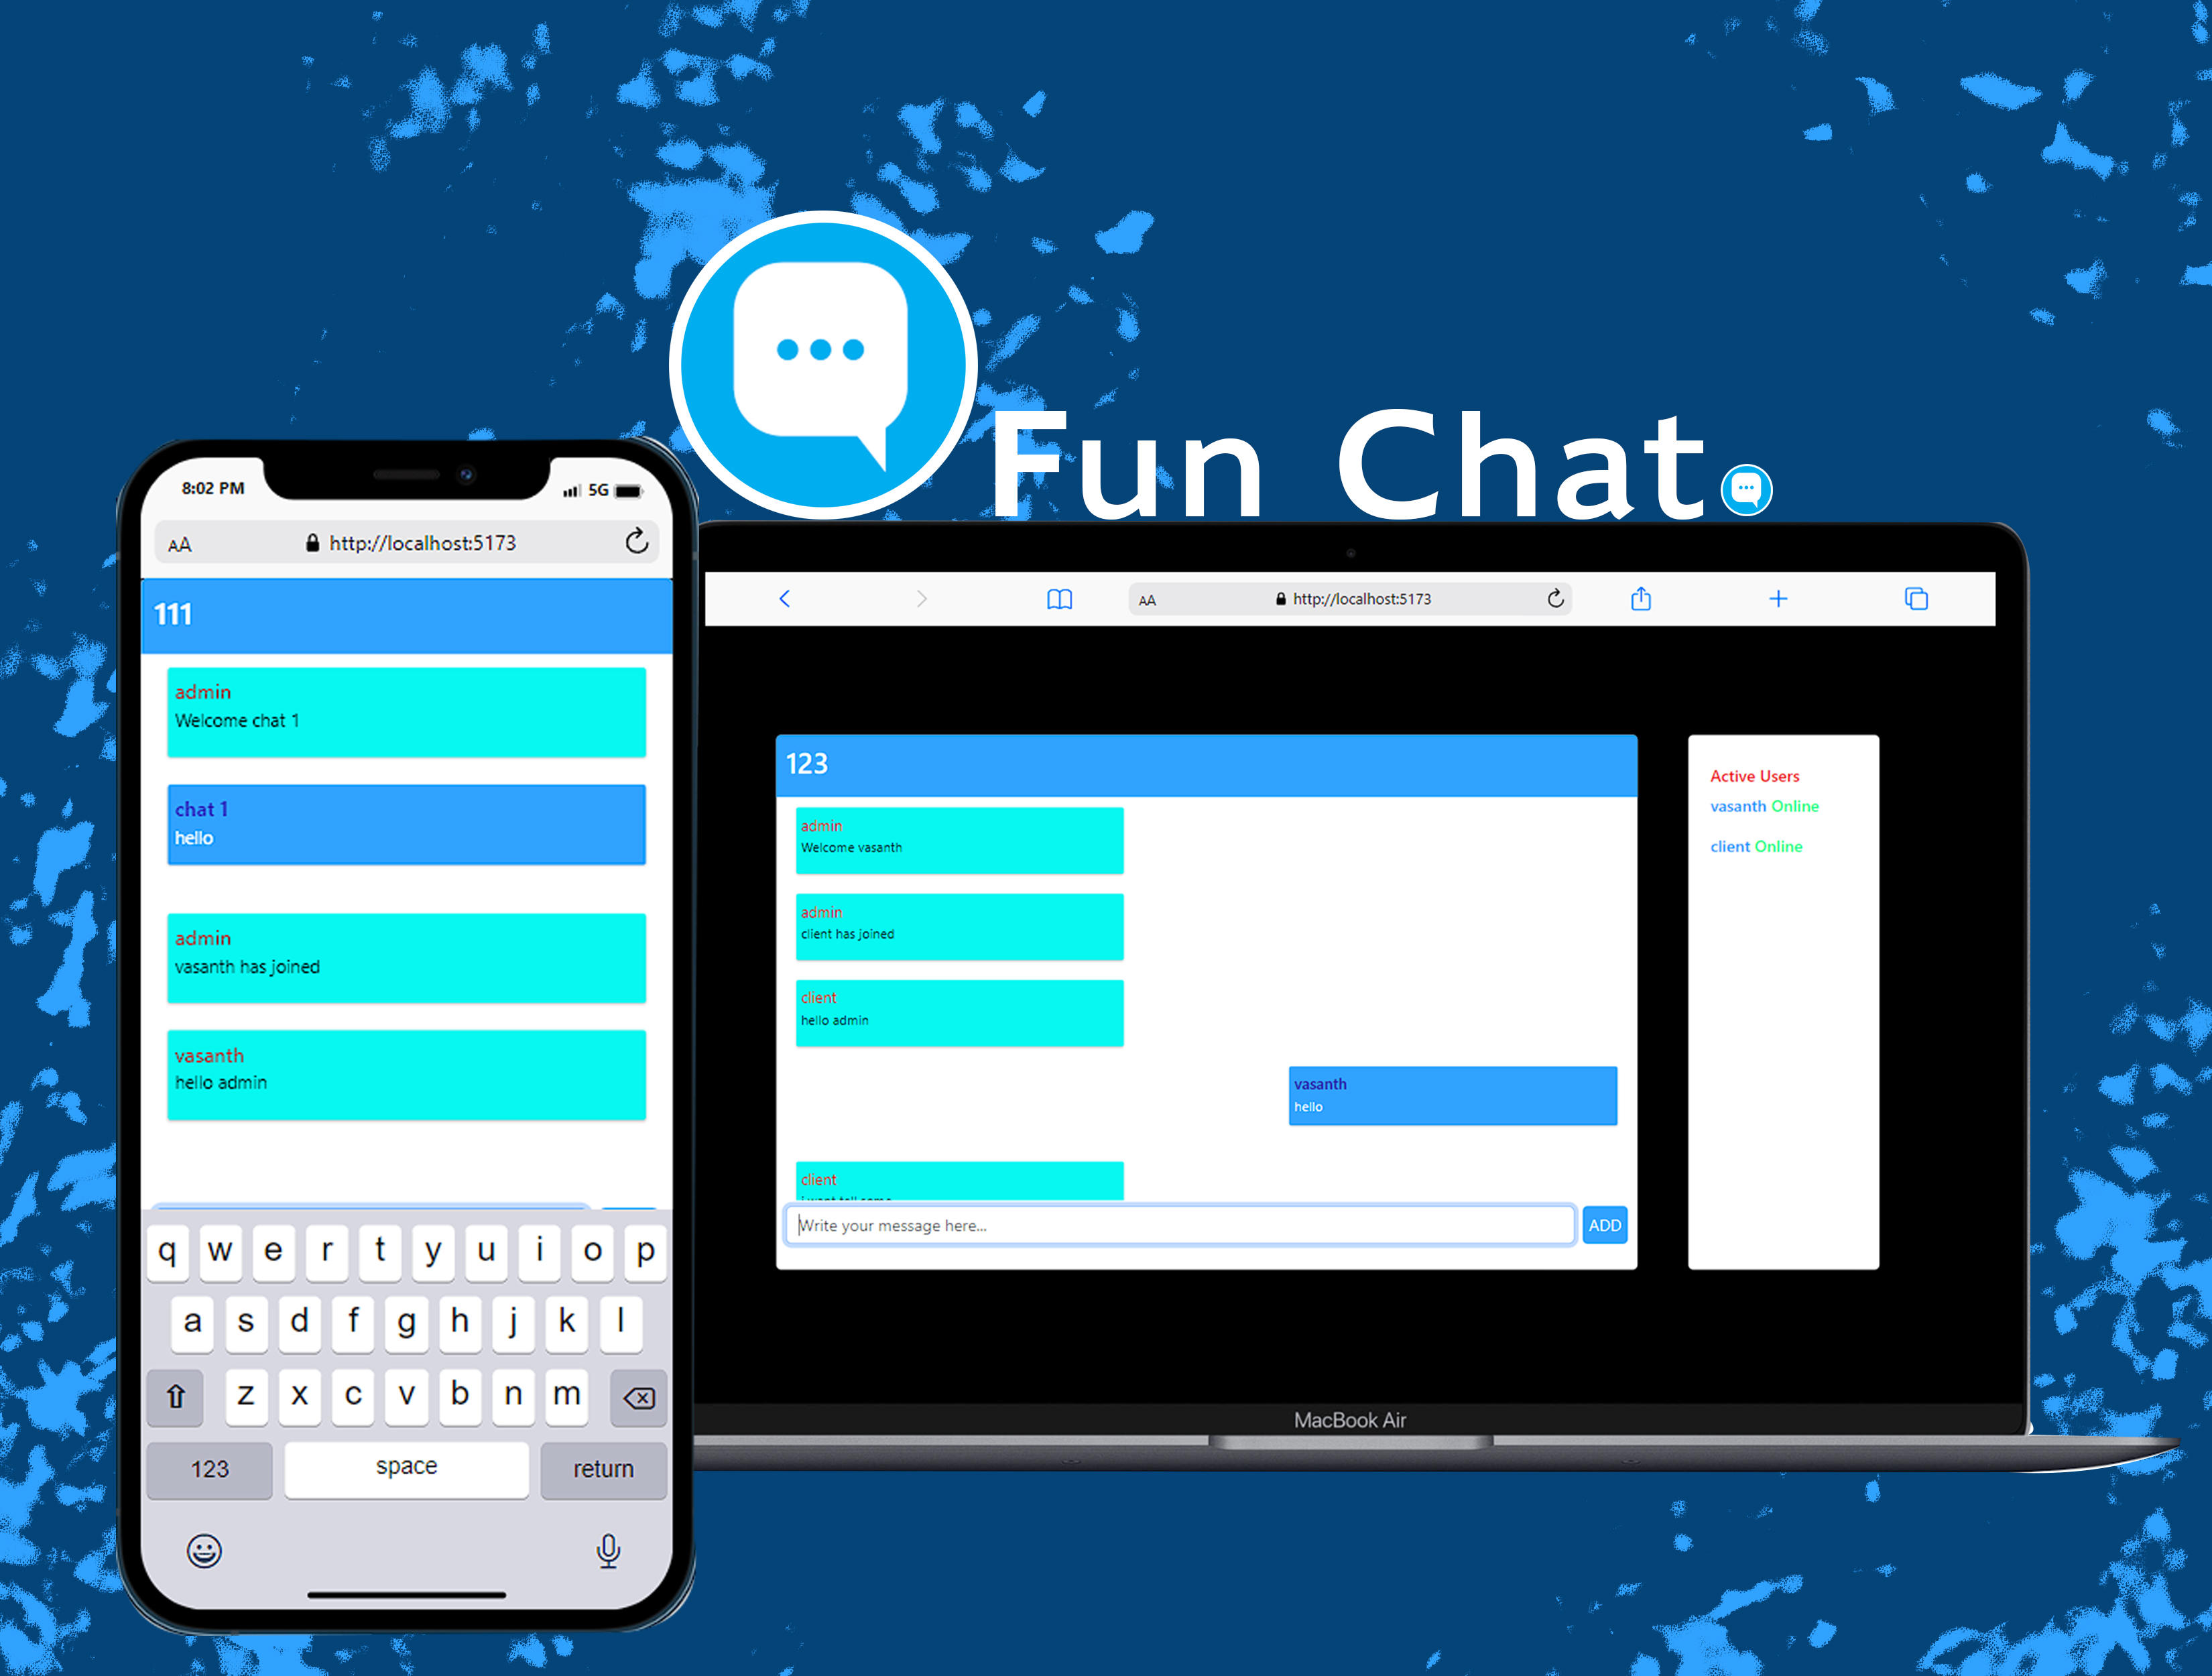 Fun Chat
8:02 PM
5G
AA
http://localhost:5173
111
admin
Welcome chat 1
chat 1
hello
admin
vasanth has joined
vasanth
hello admin
q w e r t y u i o p
a s d f g h j k l
z x c v b n m
123
space
return
AA
http://localhost:5173
123
admin
Welcome vasanth
admin
client has joined
client
hello admin
vasanth
hello
client
Write your message here...
ADD
Active Users
vasanth Online
client Online
MacBook Air